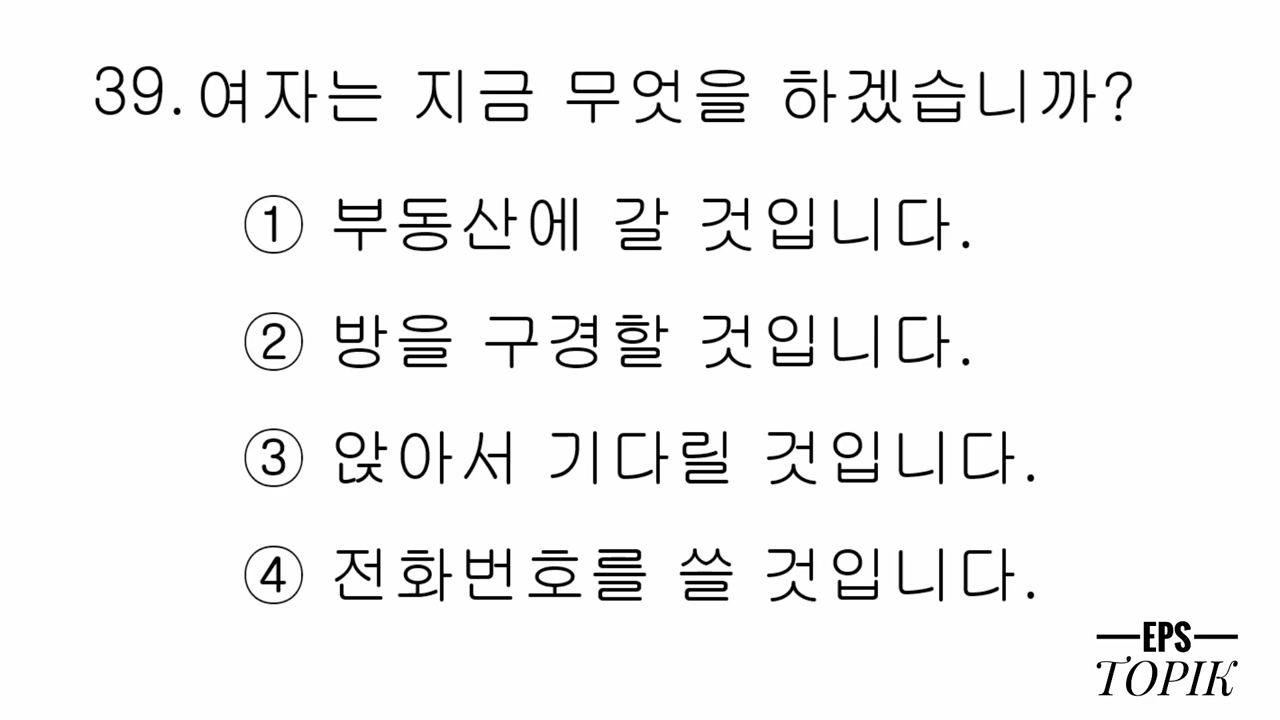 39. 여자는 지금 무엇을 하겠습니까?
① 부동산에 갈 것입니다.
② 방을 구경할 것입니다.
③ 앉아서 기다릴 것입니다.
④ 전화번호를 쓸 것입니다.
EPS
TOPIK